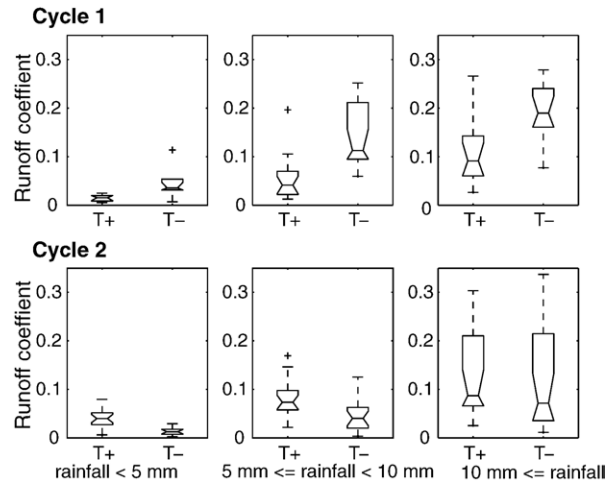 Cycle 1
Runoff coeffient
0.3
0.2
0.1
0
T+ T−
0.3
0.2
0.1
0
T+ T−
0.3
0.2
0.1
0
T+ T−
Cycle 2
Runoff coeffient
0.3
0.2
0.1
0
T+ T−
rainfall < 5 mm
0.3
0.2
0.1
0
T+ T−
5 mm <= rainfall < 10 mm
0.3
0.2
0.1
0
T+ T−
10 mm <= rainfall